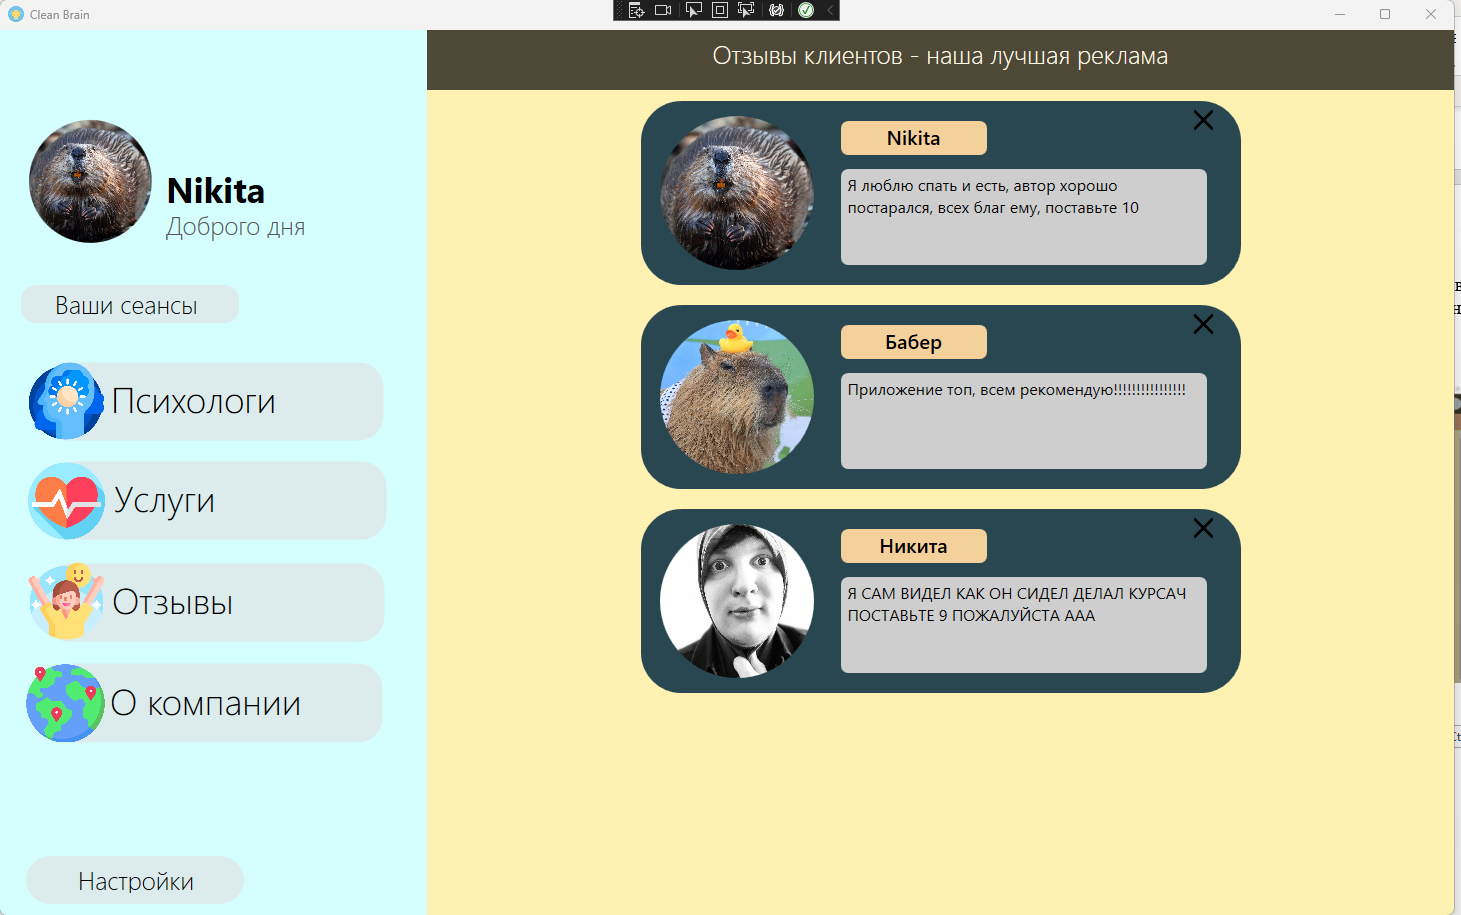 Clean Brain
Nikita
Доброго дня
Ваши сеансы
Психологи
Услуги
Отзывы
О компании
Настройки
Отзывы клиентов - наша лучшая реклама
Nikita
Я люблю спать и есть, автор хорошо
постарался, всех благ ему, поставьте 10
Бабер
Приложение топ, всем рекомендую!!!!!!!!!!!!!!!!
Никита
Я САМ ВИДЕЛ КАК ОН СИДЕЛ ДЕЛАЛ КУРСАЧ
ПОСТАВЬТЕ 9 ПОЖАЛУЙСТА ААА